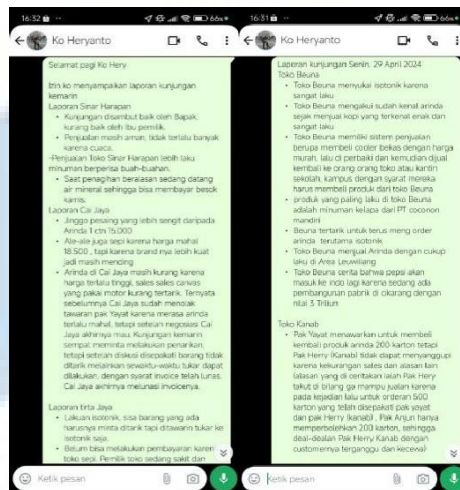 16:32
66%
Ko Heryanto
Selamat pagi Ko Hery
Izin ko menyampaikan laporan kunjungan
kemarin
Laporan Sinar Harapan
• Kunjungan disambut baik oleh Bapak,
kurang baik oleh ibu pemilik.
• Penjualan masih aman, tidak terlalu banyak
karena cuaca.
-Penjualan Toko Sinar Harapan lebih laku
minuman berperisa buah-buahan.
• Saat penagihan beralasan sedang datang
air mineral sehingga bisa membayar besok
kamis.
Laporan Cai Jaya
• Jinggo pesaing yang lebih sengit daripada
Arinda 1 ctn 15.000
• Ale-ale juga sepi karena harga mahal
18.500 , tapi karena brand nya lebih kuat
jadi masih mending
• Arinda di Cai Jaya masih kurang karena
harga terlalu tinggi, sales sales canvas
yang pakai motor kurang tertarik. Ternyata
sebelumnya Cai Jaya sudah menolak
tawaran pak Yayat karena merasa arinda
terlalu mahal, tetapi setelah negosiasi Cai
Jaya akhirnya mau. Kunjungan kemarin
sempat meminta melakukan penarikan,
tetapi setelah diskusi disepakati barang tidak
ditarik melainkan sewaktu-waktu tukar dapat
dilakukan, dengan syarat invoice telah lunas.
Cai Jaya akhirnya melunasi invoicenya.
Laporan tirta Jaya
• Lakuan isotonik, sisa barang yang ada
harusnya minta ditarik tapi ditawarin tukar ke
isotonik saja.
• Belum bisa melakukan pembayaran karena
toko sepi. Pemilik toko sedang sakit dan
Ketik pesan
16:31
66%
Ko Heryanto
Laporan kunjungan Senin, 29 April 2024
Toko Beuna
• Toko Beuna menyukai isotonik karena
sangat laku
• Toko Beuna mengakui sudah kenal arinda
sejak menjual kopi yang terkenal enak dan
sangat laku
• Toko Beuna memiliki sistem penjualan
berupa membeli cooler bekas dengan harga
murah, lalu di perbaiki dan kemudian dijual
kembali ke orang orang toko atau kantin
sekolah, kampus dengan syarat mereka
harus membeli produk dari toko Beuna
• produk yang paling laku di toko Beuna
adalah minuman kelapa dari PT coconon
mandiri
• Beuna tertarik untuk terus meng order
arinda terutama isotonik
• Toko Beuna menjual Arinda dengan cukup
laku di Area Leuwiliang
• Toko Beuna cerita bahwa pepsi akan
masuk ke indo lagi karena sedang ada
pembangunan pabrik di cikarang dengan
nilai 3 Triliun
Toko Kanab
• Pak Yayat menawarkan untuk membeli
kembali produk arinda 200 karton tetapi
Pak Herry (Kanabi) tidak dapat menyanggupi
karena kekurangan sales dan alasan lain
(alasan yang di ceritakan ialah Pak Hery
takut di bilang ga mampu jualan karena
pada kejadian lalu untuk orderan 500
karton yang telah disepakati pak yayat
dan pak Herry (kanabi) , Pak Anjun hanya
memperbolehkan 200 karton, sehingga
deal-dealan Pak Herry Kanab dengan
customernya terganggu dan kecewa)
Ketik pesan